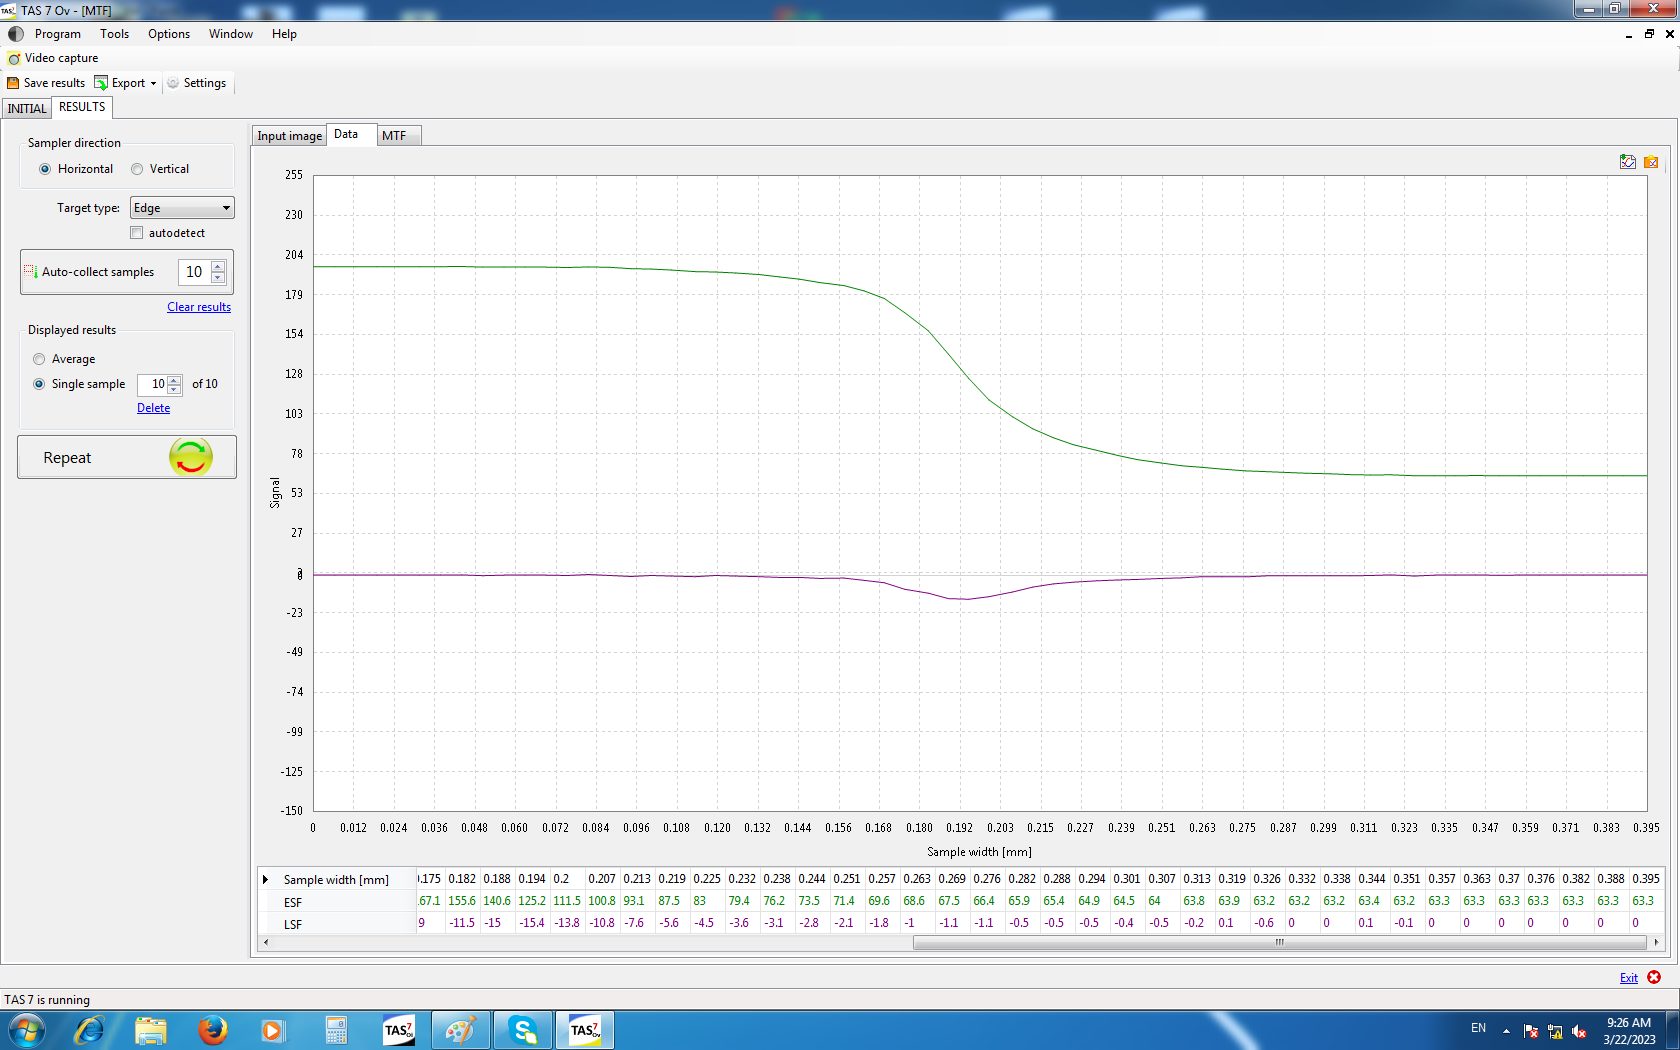 TAS 7 Ov - [MTF]
Program Tools Options Window Help
Video capture
Save results Export Settings
INITIAL RESULTS
Sampler direction
Horizontal Vertical
Target type: Edge
autodetect
Auto-collect samples 10
Clear results
Displayed results
Average
Single sample 10 of 10
Delete
Repeat
Input image Data MTF
255
230
204
179
154
128
103
78
53
27
2
0
-23
-49
-74
-99
-125
-150
Signal
0 0.012 0.024 0.036 0.048 0.060 0.072 0.084 0.096 0.108 0.120 0.132 0.144 0.156 0.168 0.180 0.192 0.203 0.215 0.227 0.239 0.251 0.263 0.275 0.287 0.299 0.311 0.323 0.335 0.347 0.359 0.371 0.383 0.395
Sample width [mm]
Sample width [mm] .175 0.182 0.188 0.194 0.2 0.207 0.213 0.219 0.225 0.232 0.238 0.244 0.251 0.257 0.263 0.269 0.276 0.282 0.288 0.294 0.301 0.307 0.313 0.319 0.326 0.332 0.338 0.344 0.351 0.357 0.363 0.37 0.376 0.382 0.388 0.395
ESF 67.1 155.6 140.6 125.2 111.5 100.8 93.1 87.5 83 79.4 76.2 73.5 71.4 69.6 68.6 67.5 66.4 65.9 65.4 64.9 64.5 64 63.8 63.9 63.2 63.2 63.2 63.4 63.2 63.3 63.3 63.3 63.3 63.3 63.3 63.3
LSF 9 -11.5 -15 -15.4 -13.8 -10.8 -7.6 -5.6 -4.5 -3.6 -3.1 -2.8 -2.1 -1.8 -1 -1.1 -1.1 -0.5 -0.5 -0.5 -0.4 -0.5 -0.2 0.1 -0.6 0 0 0.1 -0.1 0 0 0 0 0 0 0
Exit
TAS 7 is running
TAS7 Ol
TAS7 Ov
EN
9:26 AM
3/22/2023